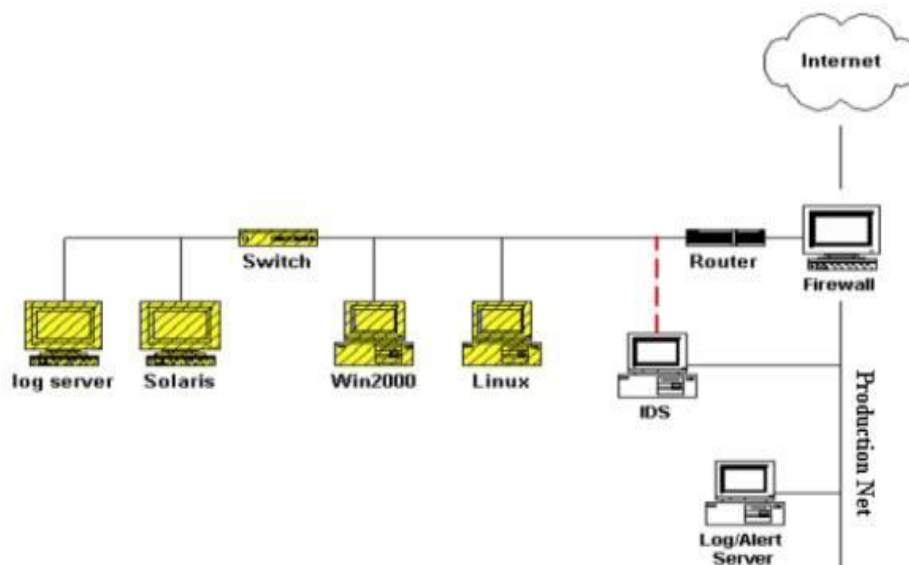 Internet
Switch
Router
Firewall
log server
Solaris
Win2000
Linux
IDS
Production Net
Log/Alert
Server